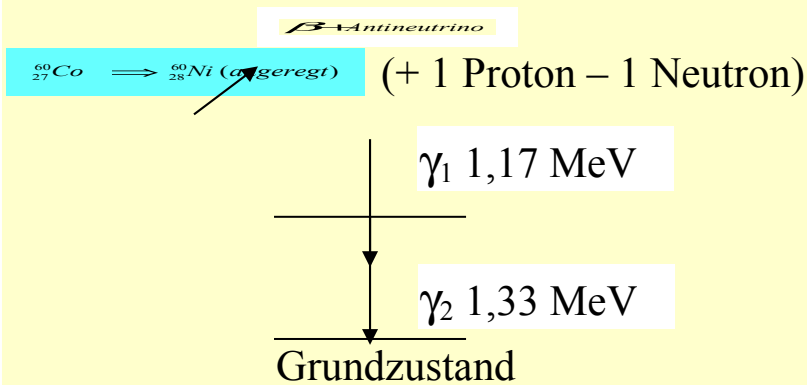 β + Antineutrino
⁶⁰₂₇Co ⟹ ⁶⁰₂₈Ni (angeregt) (+ 1 Proton – 1 Neutron)
γ₁ 1,17 MeV
γ₂ 1,33 MeV
Grundzustand